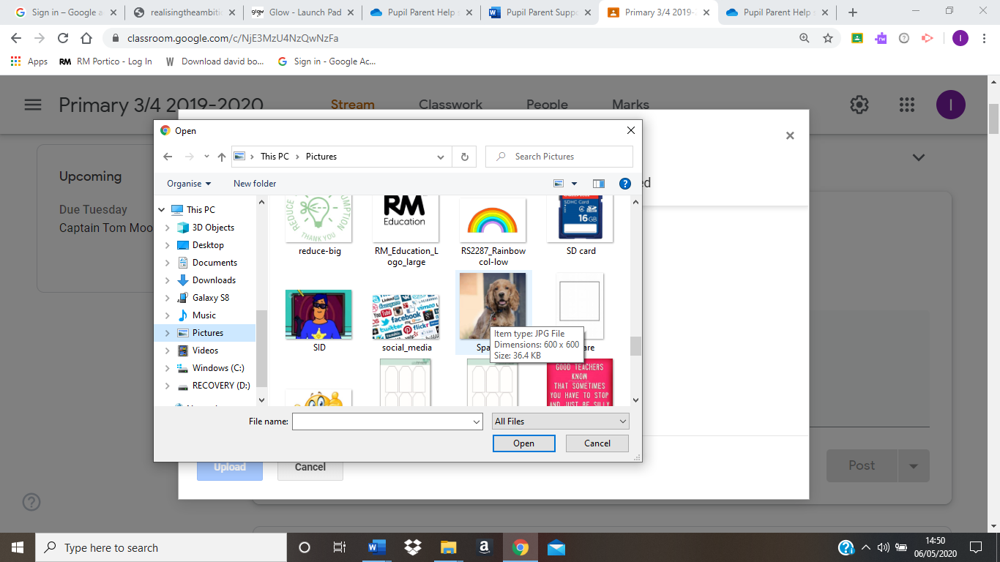 Sign in – Google a
realisingtheambiti
Glow - Launch Pad
Pupil Parent Help
Pupil Parent Suppo
Primary 3/4 2019-
Pupil Parent Help
classroom.google.com/c/NjE3MzU4NzQwNzFa
Apps
RM Portico - Log In
Download david bo...
Sign in - Google Ac...
Primary 3/4 2019-2020
Stream
Classwork
People
Marks
I
Open
This PC
Pictures
Search Pictures
Organise
New folder
ed
Upcoming
Due Tuesday
Captain Tom Moo
This PC
3D Objects
Desktop
Documents
Downloads
Galaxy S8
Music
Pictures
Videos
Windows (C:)
RECOVERY (D:)
REDUCE
THANK YOU
reduce-big
RM
Education
RM_Education_L
ogo_large
RS2287_Rainbow
col-low
SDHC Card
16GB
SD card
SID
LinkedIn
facebook
vimeo
twitter
pinterest
flickr
social_media
Spa
are
Item type: JPG File
Dimensions: 600 x 600
Size: 36.4 KB
GOOD TEACHERS
KNOW
THAT SOMETIMES
YOU HAVE TO STOP
AND JUST BE SILLY
File name:
All Files
Open
Cancel
Upload
Cancel
Post
Type here to search
14:50
06/05/2020